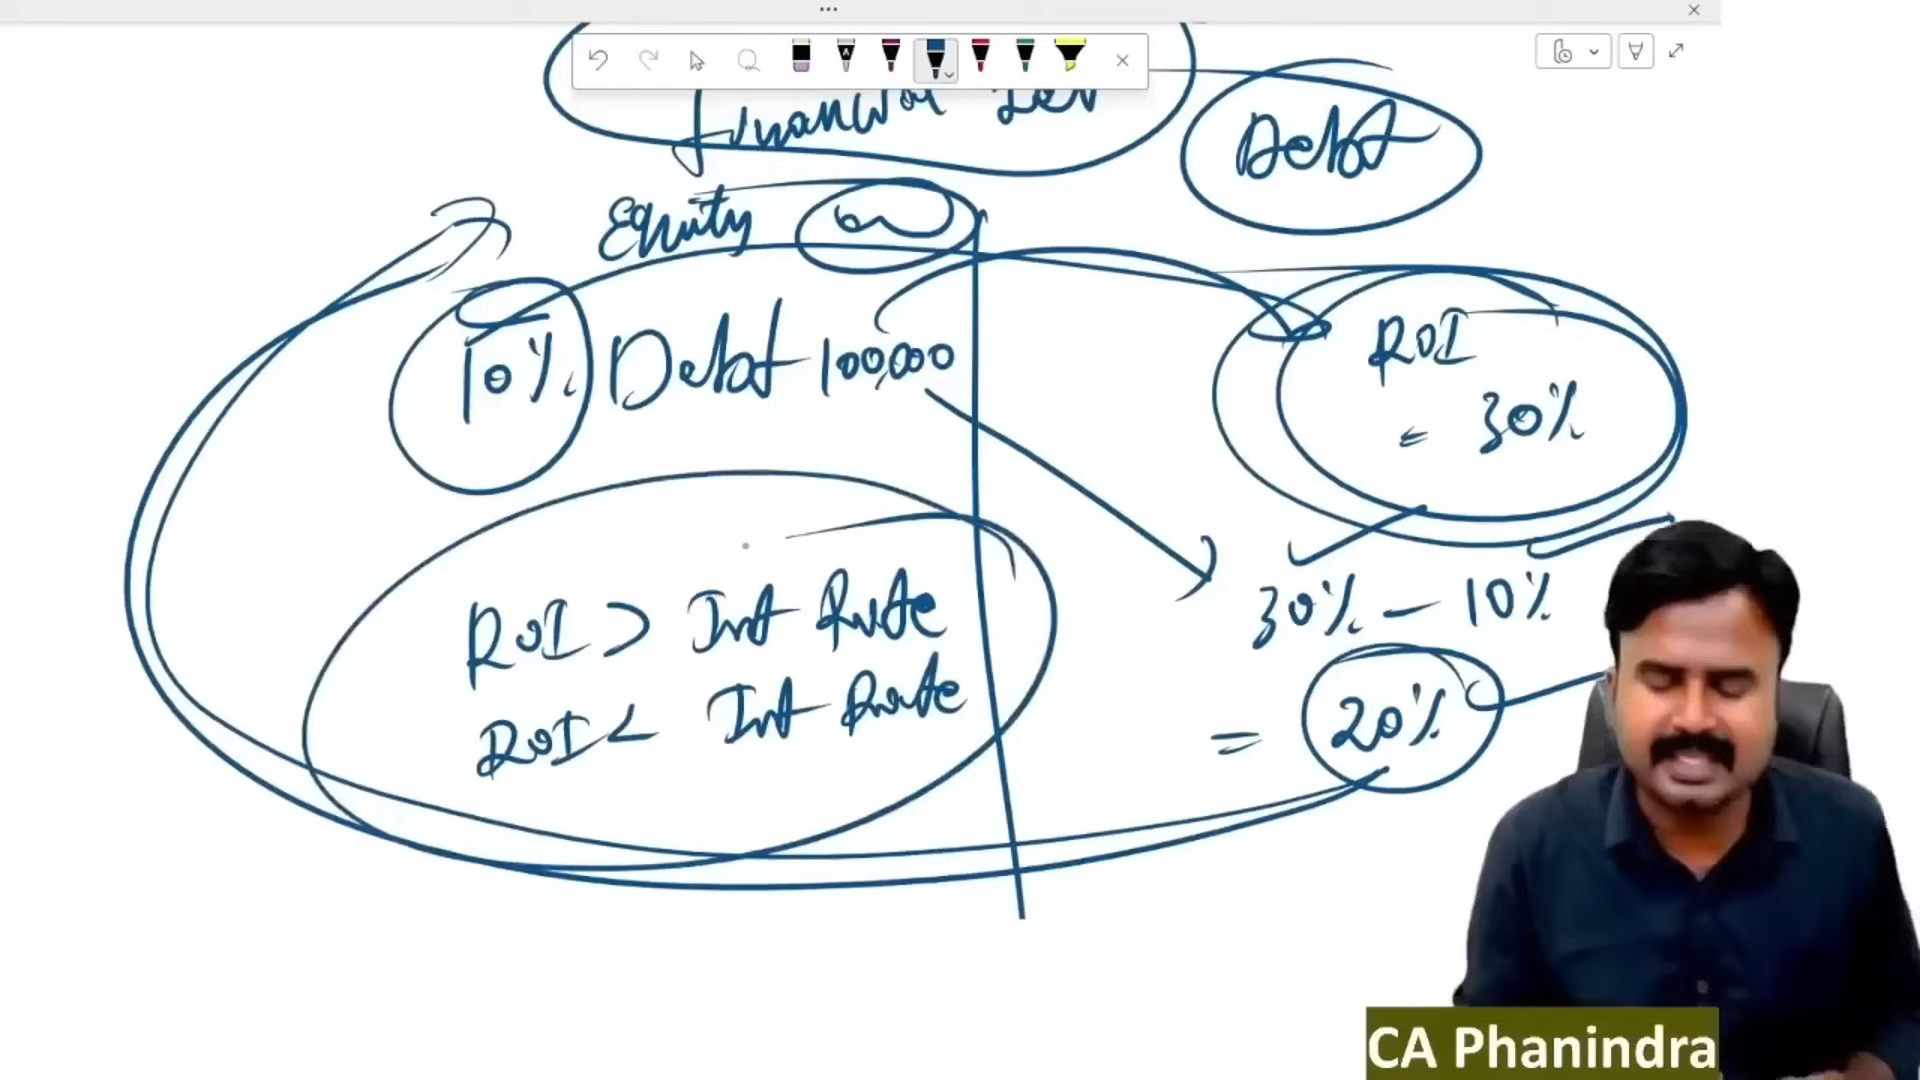 Financial Lev
Debt
Equity
10% Debt 100,000
ROI
= 30%
ROI > Int Rate
ROI < Int Rate
30% - 10%
= 20%
CA Phanindra